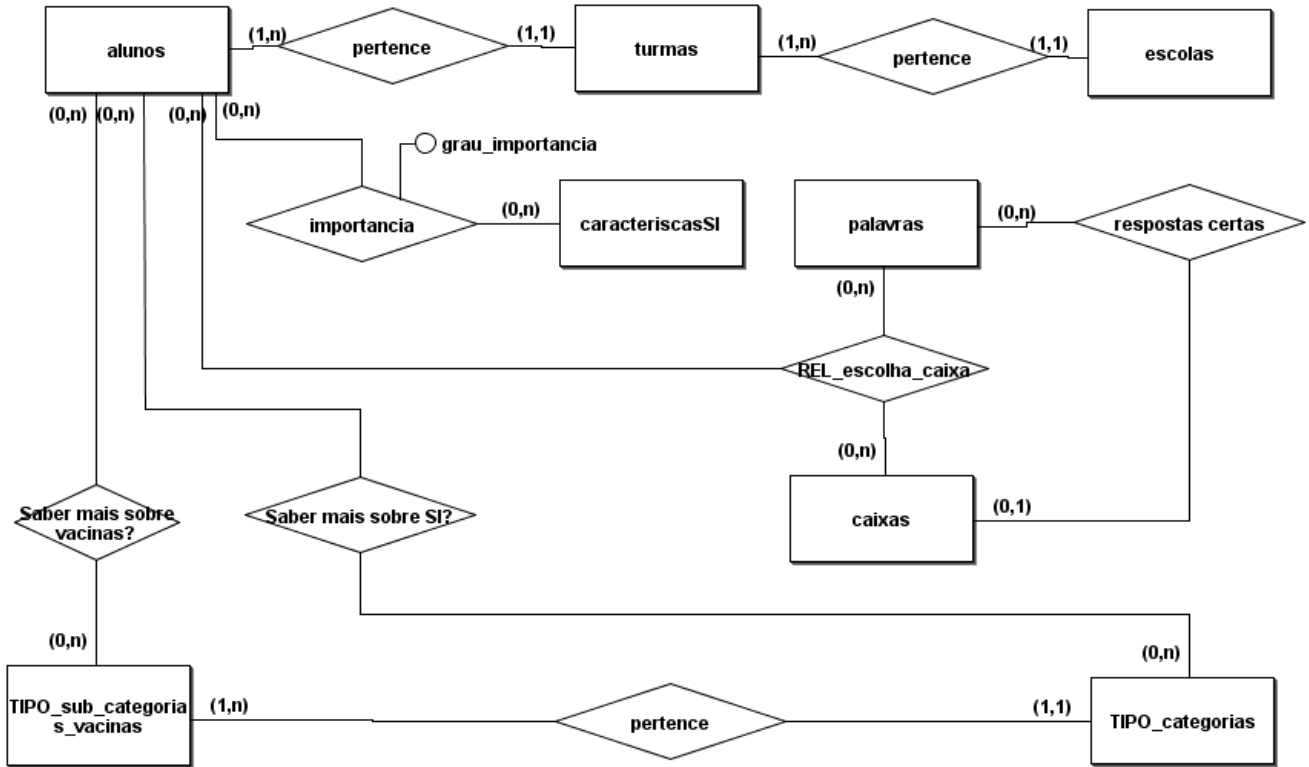 alunos
(1,n)
pertence
(1,1)
turmas
(1,n)
pertence
(1,1)
escolas
(0,n)
(0,n)
(0,n)
(0,n)
grau_importancia
importancia
(0,n)
caracteriscasSI
palavras
(0,n)
respostas certas
(0,n)
REL_escolha_caixa
(0,n)
caixas
(0,1)
Saber mais sobre
vacinas?
Saber mais sobre SI?
(0,n)
(0,n)
TIPO_sub_categoria
s_vacinas
(1,n)
pertence
(1,1)
TIPO_categorias